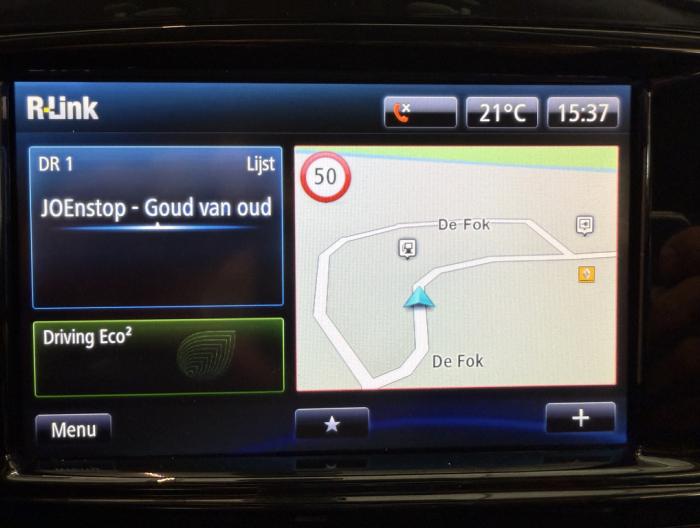 R-Link
21°C
15:37
DR 1
Lijst
JOEnstop - Goud van oud
50
De Fok
De Fok
Driving Eco²
Menu